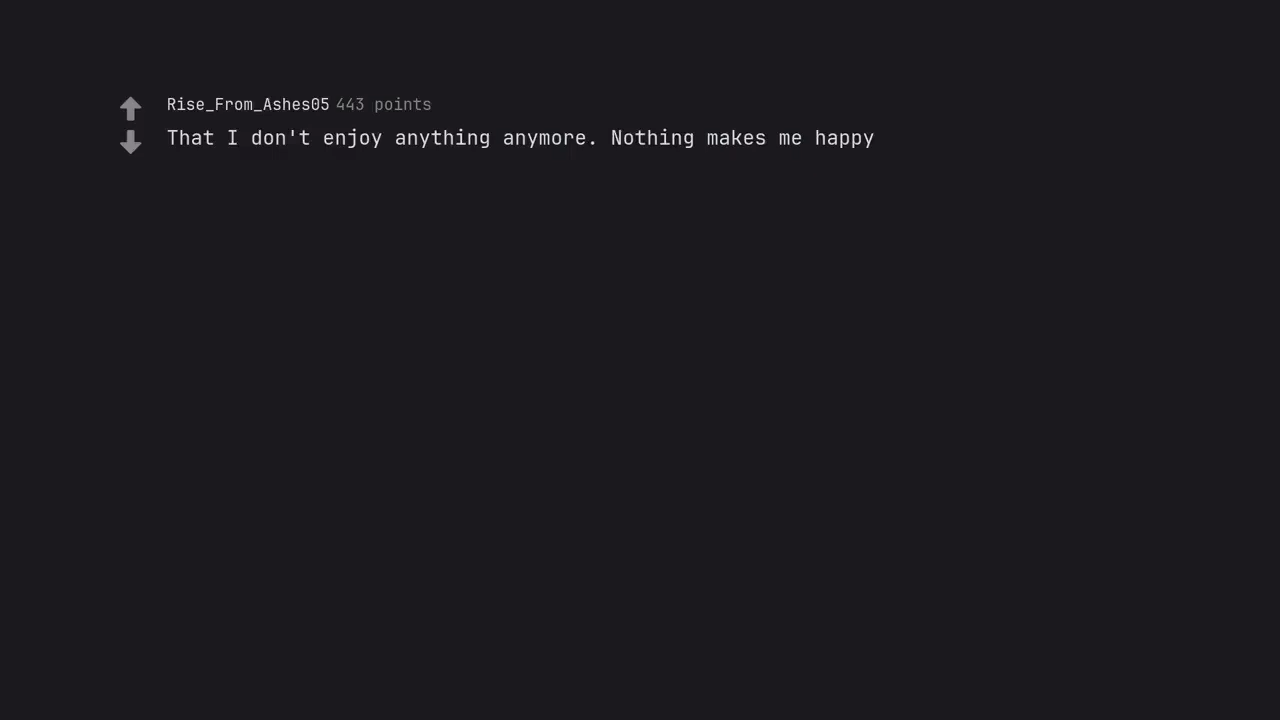 Rise_From_Ashes05 443 points
That I don't enjoy anything anymore. Nothing makes me happy